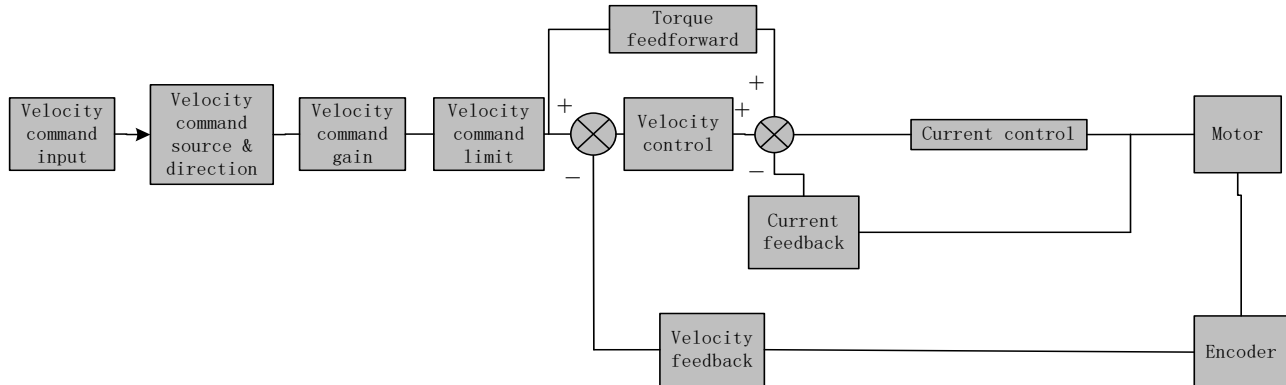 Torque
feedforward
Velocity
command
input
Velocity
command
source &
direction
Velocity
command
gain
Velocity
command
limit
+
−
Velocity
control
+
+
−
Current control
Motor
Current
feedback
Velocity
feedback
Encoder